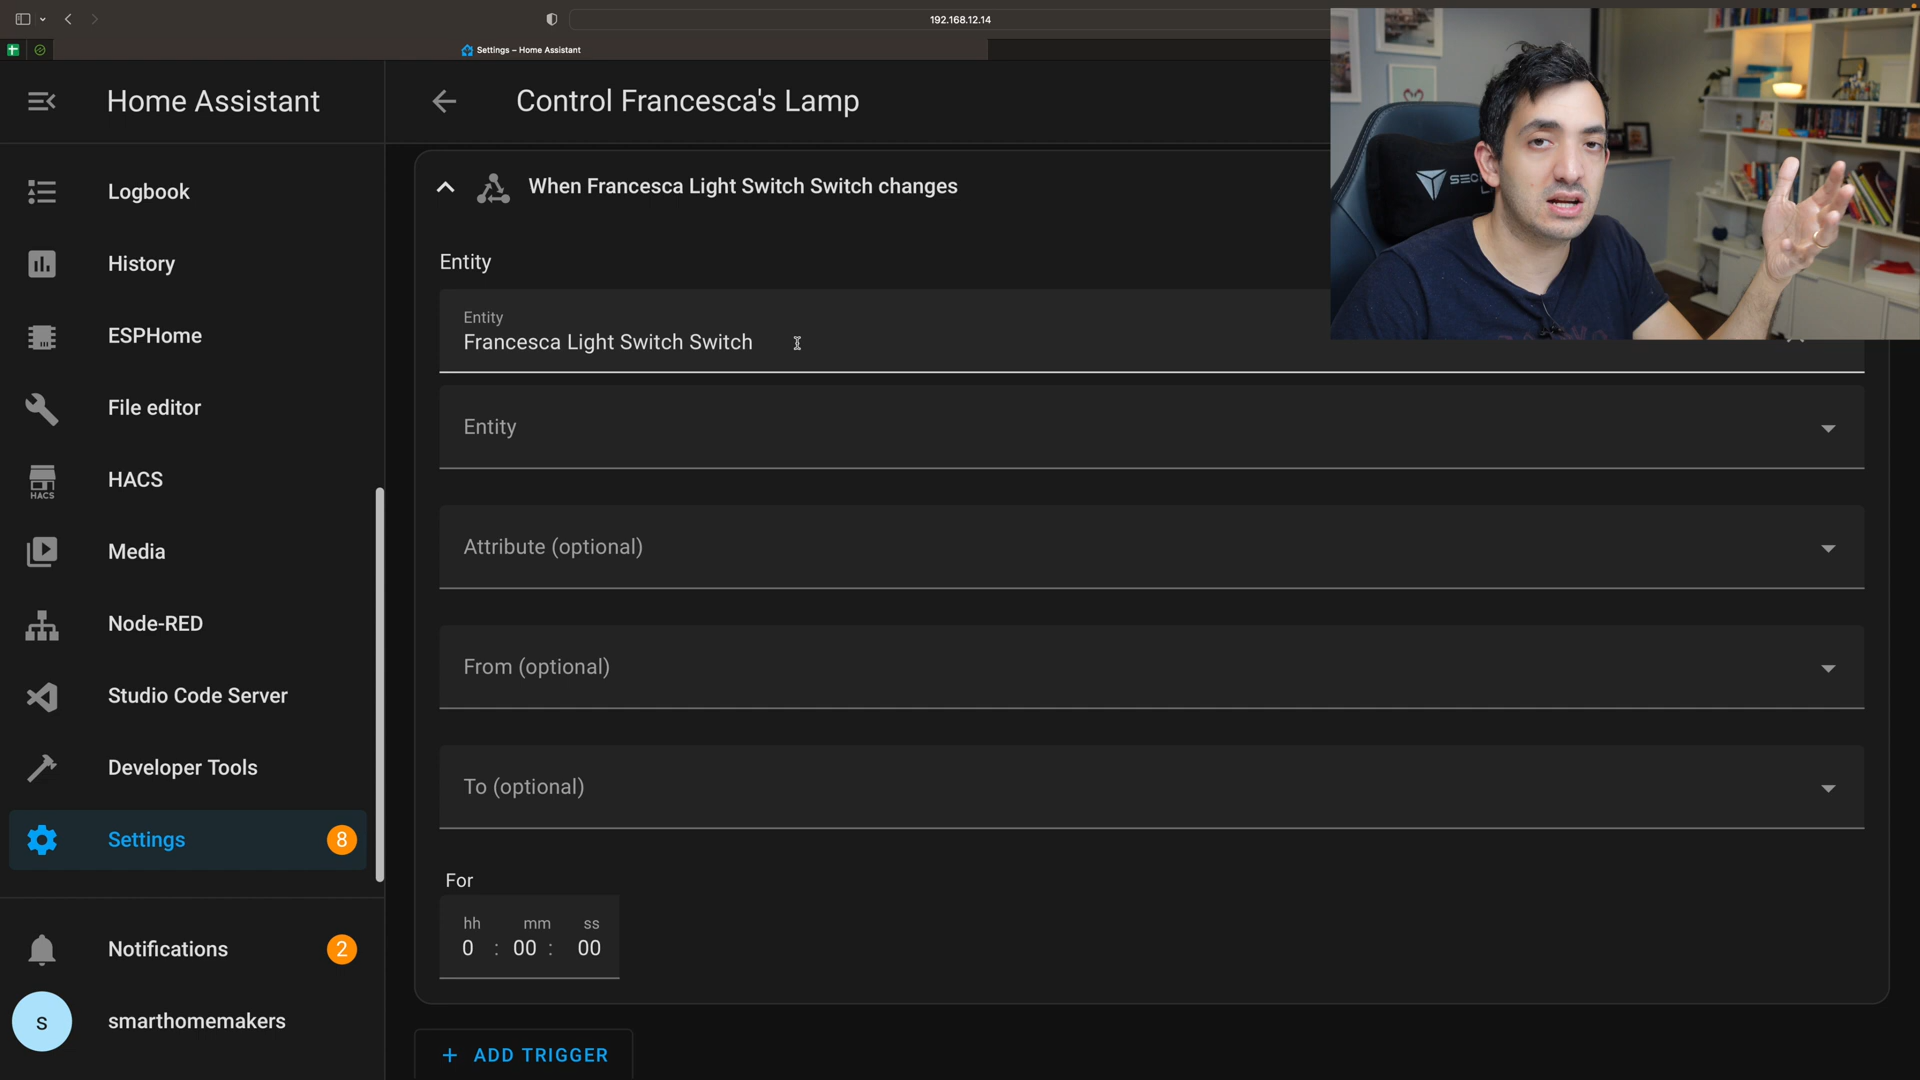 192.168.12.14
Settings – Home Assistant
Home Assistant
Control Francesca's Lamp
Logbook
History
ESPHome
File editor
HACS
HACS
Media
Node-RED
Studio Code Server
Developer Tools
Settings
8
Notifications
2
s
smarthomemakers
When Francesca Light Switch Switch changes
Entity
Entity
Francesca Light Switch Switch
Entity
Attribute (optional)
From (optional)
To (optional)
For
hh mm ss
0 : 00 : 00
+ ADD TRIGGER